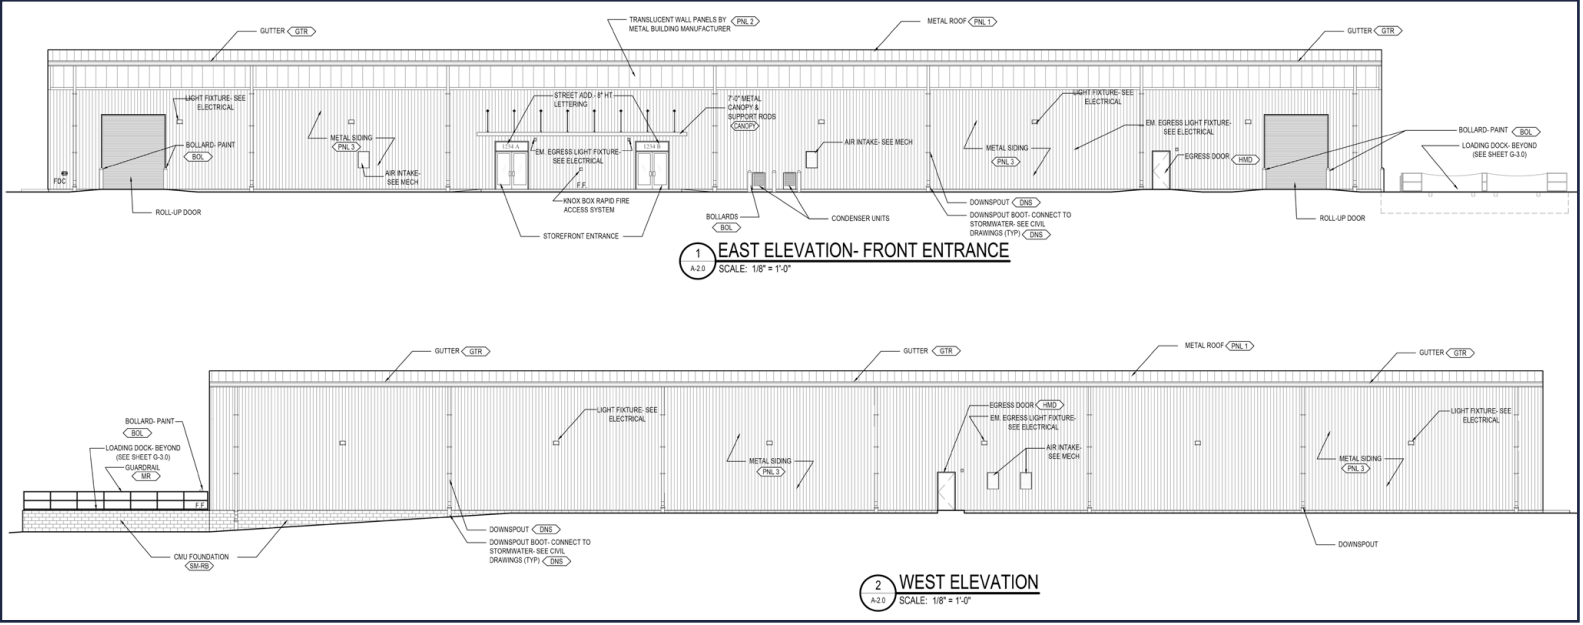 GUTTER GTR
TRANSLUCENT WALL PANELS BY PNL 2
METAL BUILDING MANUFACTURER
METAL ROOF PNL 1
GUTTER GTR
LIGHT FIXTURE- SEE
ELECTRICAL
METAL SIDING
PNL 3
BOLLARD- PAINT
BOL
AIR INTAKE-
SEE MECH
FDC
ROLL-UP DOOR
STREET ADD.- 8" HT.
LETTERING
1234 A
1234 B
EM. EGRESS LIGHT FIXTURE-
SEE ELECTRICAL
F.F.
KNOX BOX RAPID FIRE
ACCESS SYSTEM
STOREFRONT ENTRANCE
7'-0" METAL
CANOPY &
SUPPORT RODS
CANOPY
AIR INTAKE- SEE MECH
BOLLARDS
BOL
CONDENSER UNITS
LIGHT FIXTURE- SEE
ELECTRICAL
METAL SIDING
PNL 3
EM. EGRESS LIGHT FIXTURE-
SEE ELECTRICAL
EGRESS DOOR HMD
DOWNSPOUT DNS
DOWNSPOUT BOOT- CONNECT TO
STORMWATER- SEE CIVIL
DRAWINGS (TYP) DNS
BOLLARD- PAINT BOL
LOADING DOCK- BEYOND
(SEE SHEET G-3.0)
ROLL-UP DOOR
1
A-2.0
EAST ELEVATION- FRONT ENTRANCE
SCALE: 1/8" = 1'-0"
GUTTER GTR
GUTTER GTR
METAL ROOF PNL 1
GUTTER GTR
BOLLARD- PAINT
BOL
LOADING DOCK- BEYOND
(SEE SHEET G-3.0)
GUARDRAIL
MR
F.F.
CMU FOUNDATION
SM-RB
LIGHT FIXTURE- SEE
ELECTRICAL
METAL SIDING
PNL 3
EGRESS DOOR HMD
EM. EGRESS LIGHT FIXTURE-
SEE ELECTRICAL
AIR INTAKE-
SEE MECH
LIGHT FIXTURE- SEE
ELECTRICAL
METAL SIDING
PNL 3
DOWNSPOUT DNS
DOWNSPOUT BOOT- CONNECT TO
STORMWATER- SEE CIVIL
DRAWINGS (TYP) DNS
DOWNSPOUT
2
A-2.0
WEST ELEVATION
SCALE: 1/8" = 1'-0"